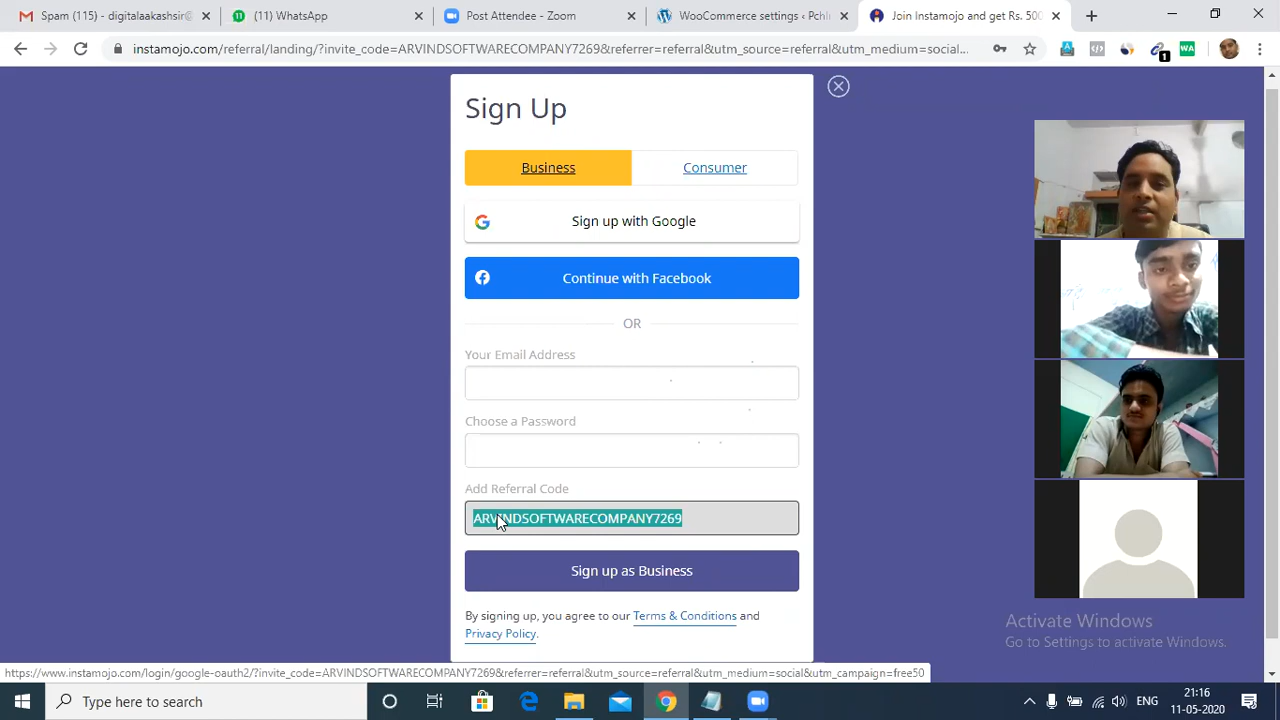 Spam (115) - digitalaakashkumar
(11) WhatsApp
Post Attendee - Zoom
WooCommerce settings ‹ Pchi
Join Instamojo and get Rs. 500
instamojo.com/referral/landing/?invite_code=ARVINDSOFTWARECOMPANY7269&referrer=referral&utm_source=referral&utm_medium=social...
1
WA
Sign Up
Business
Consumer
Sign up with Google
Continue with Facebook
OR
Your Email Address
Choose a Password
Add Referral Code
ARVINDSOFTWARECOMPANY7269
Sign up as Business
By signing up, you agree to our Terms & Conditions and
Privacy Policy.
Activate Windows
Go to Settings to activate Windows.
https://www.instamojo.com/login/google-oauth2/?invite_code=ARVINDSOFTWARECOMPANY7269&referrer=referral&utm_source=referral&utm_medium=social&utm_campaign=free50
Type here to search
ENG
21:16
11-05-2020